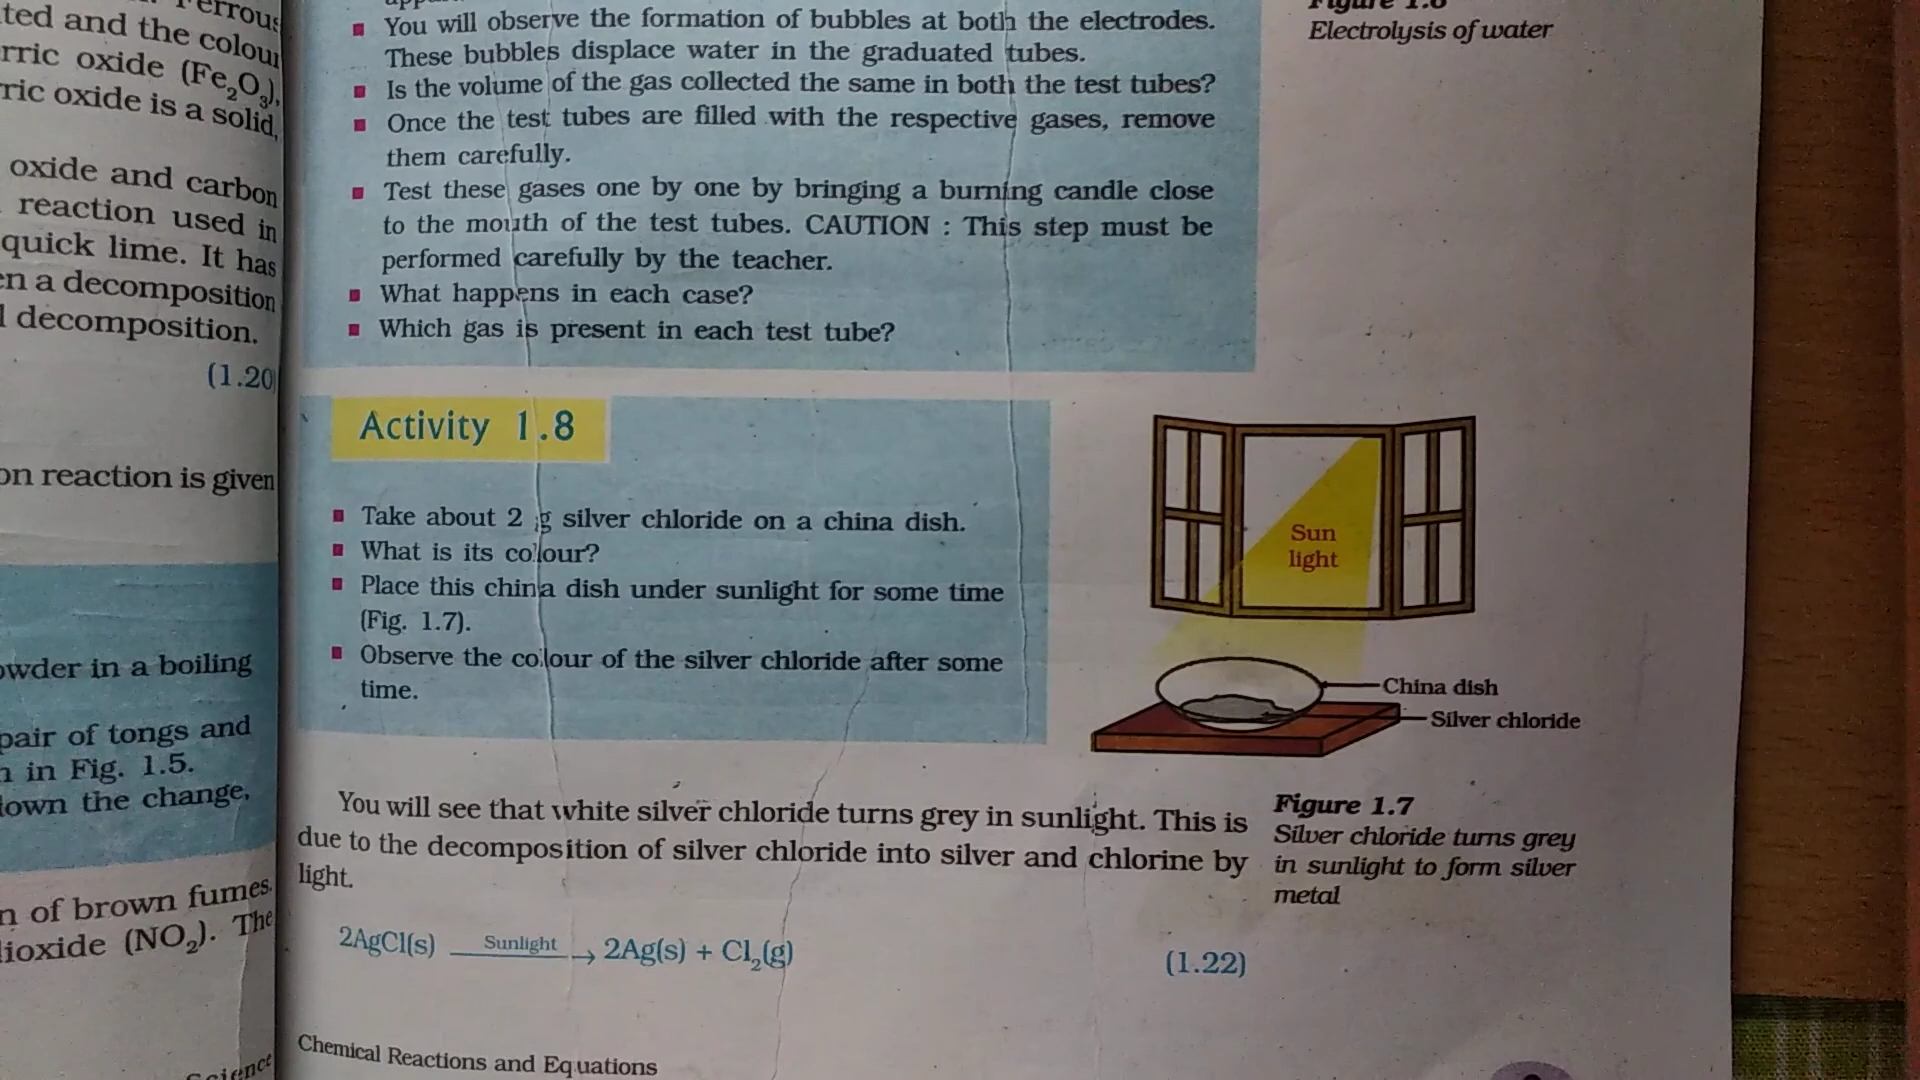 ted and the colour
rric oxide (Fe₂O₃),
ric oxide is a solid,
oxide and carbon
reaction used in
quick lime. It has
en a decomposition
decomposition.
(1.20)
on reaction is given
owder in a boiling
pair of tongs and
in Fig. 1.5.
down the change,
n of brown fumes.
dioxide (NO₂). The
Science
You will observe the formation of bubbles at both the electrodes.
These bubbles displace water in the graduated tubes.
Is the volume of the gas collected the same in both the test tubes?
Once the test tubes are filled with the respective gases, remove
them carefully.
Test these gases one by one by bringing a burning candle close
to the mouth of the test tubes. CAUTION : This step must be
performed carefully by the teacher.
What happens in each case?
Which gas is present in each test tube?
Figure 1.6
Electrolysis of water
Activity 1.8
Take about 2 g silver chloride on a china dish.
What is its colour?
Place this china dish under sunlight for some time
(Fig. 1.7).
Observe the colour of the silver chloride after some
time.
Sun
light
China dish
Silver chloride
Figure 1.7
Silver chloride turns grey
in sunlight to form silver
metal
You will see that white silver chloride turns grey in sunlight. This is
due to the decomposition of silver chloride into silver and chlorine by
light.
2AgCl(s) Sunlight → 2Ag(s) + Cl₂(g) (1.22)
Chemical Reactions and Equations